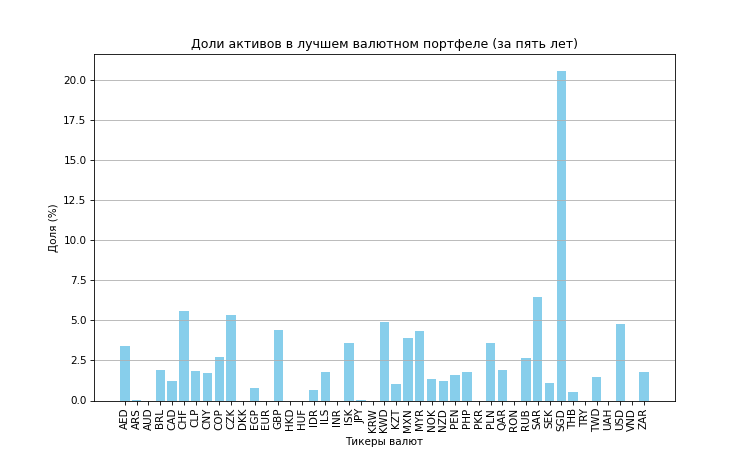 Доли активов в лучшем валютном портфеле (за пять лет)
Доля (%)
20.0
17.5
15.0
12.5
10.0
7.5
5.0
2.5
0.0
AED ARS AUD BRL CAD CHF CLP CNY COP CZK DKK EGP EUR GBP HKD HUF IDR ILS INR ISK JPY KRW KWD KZT MXN MYR NOK NZD PEN PHP PKR PLN QAR RON RUB SAR SEK SGD THB TRY TWD UAH USD VND ZAR
Тикеры валют